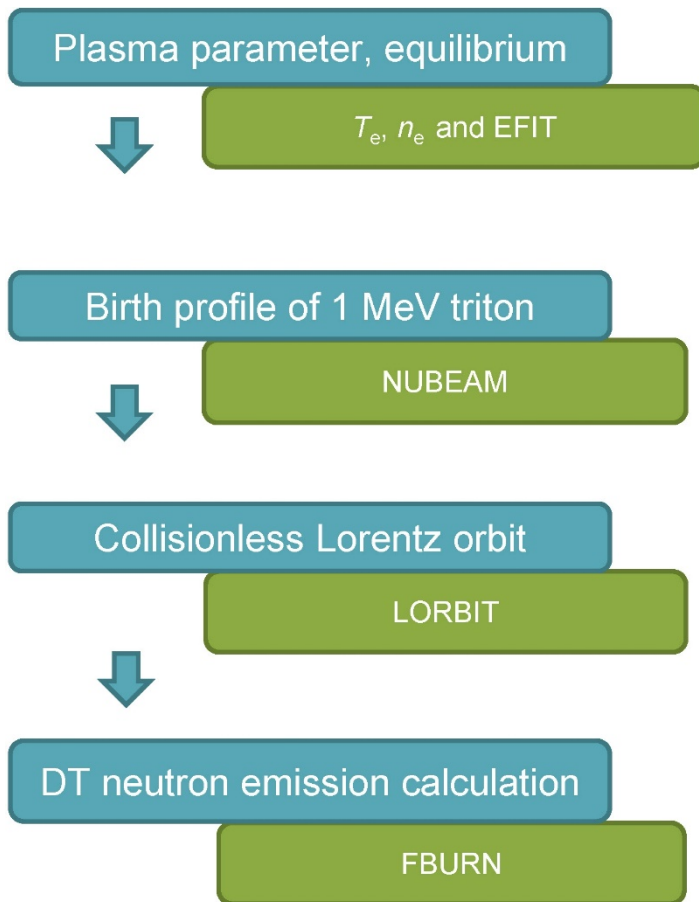 Plasma parameter, equilibrium
Te, ne and EFIT
Birth profile of 1 MeV triton
NUBEAM
Collisionless Lorentz orbit
LORBIT
DT neutron emission calculation
FBURN